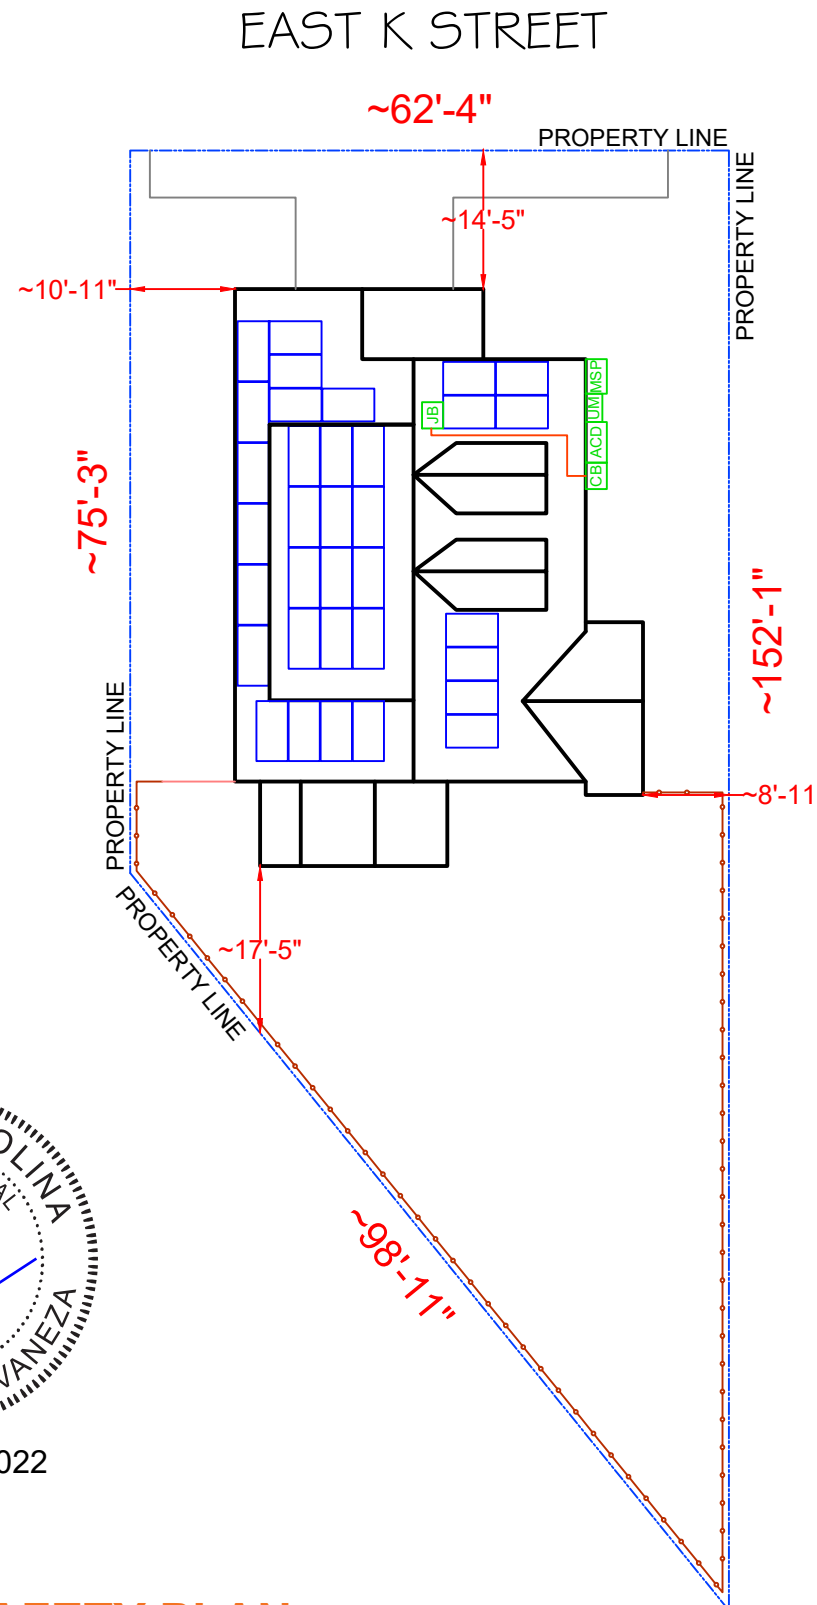 EAST K STREET
~62'-4"
PROPERTY LINE
PROPERTY LINE
~14'-5"
~10'-11"
MSP
UM
JB
ACD
CB
~75'-3"
~152'-1"
PROPERTY LINE
~8'-11
~17'-5"
PROPERTY LINE
~98'-11"
OLINA
AL
VANEZA
022